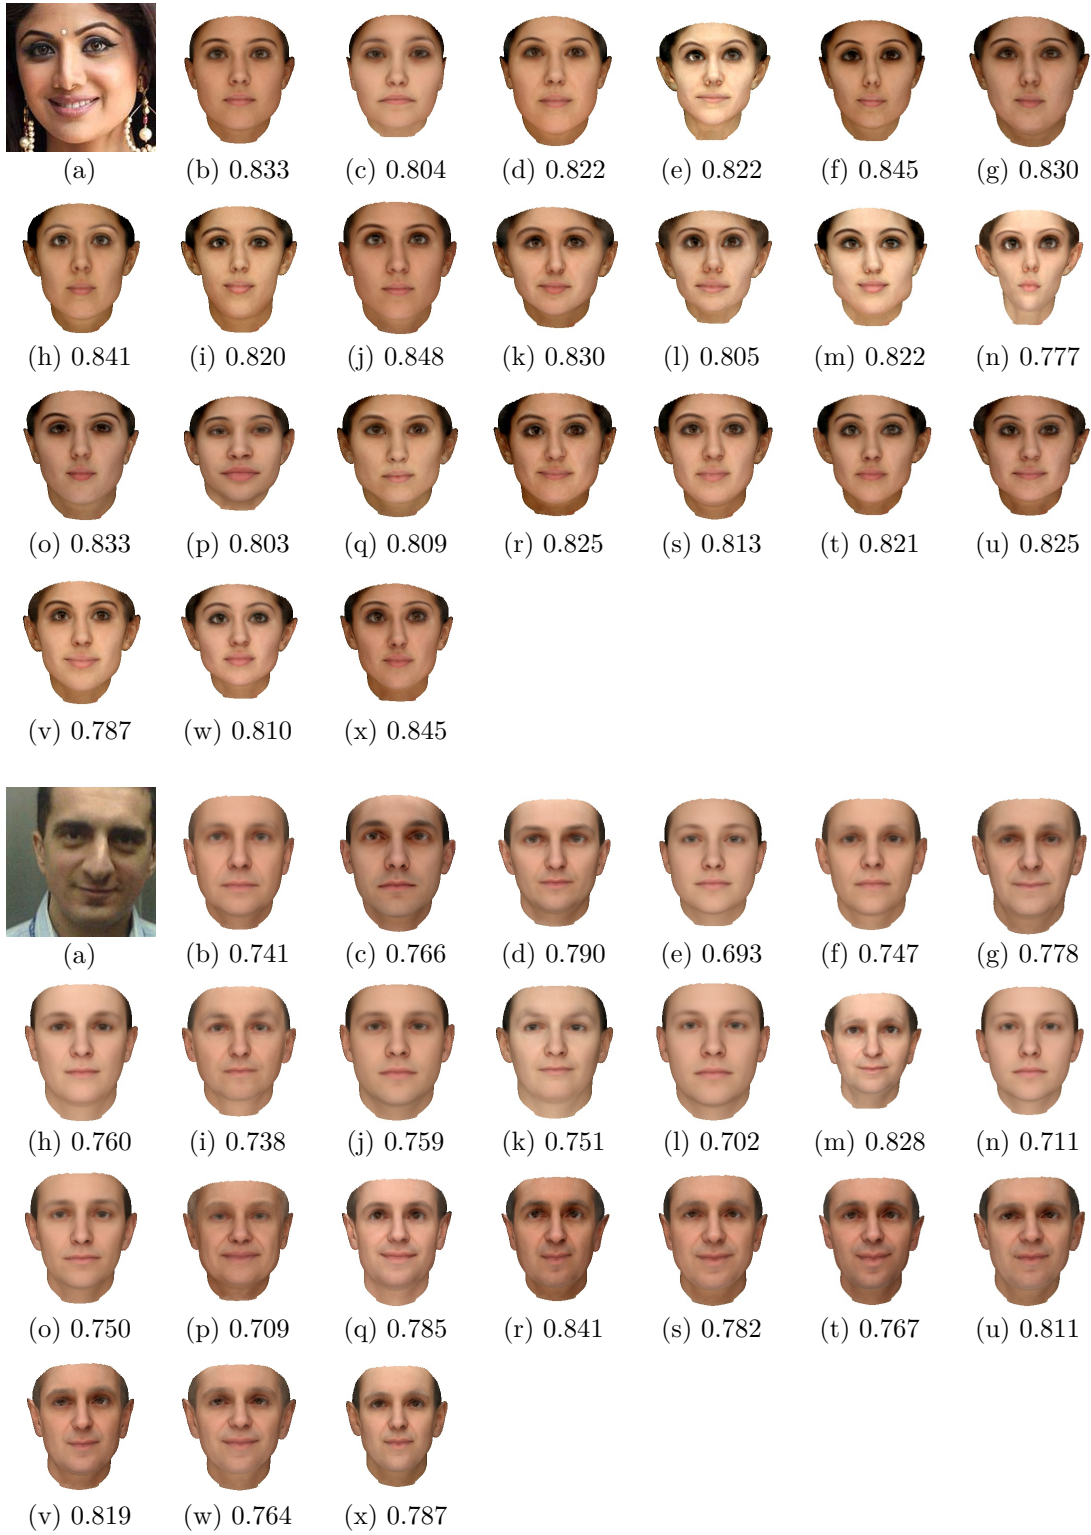 (a) (b) 0.833 (c) 0.804 (d) 0.822 (e) 0.822 (f) 0.845 (g) 0.830
(h) 0.841 (i) 0.820 (j) 0.848 (k) 0.830 (l) 0.805 (m) 0.822 (n) 0.777
(o) 0.833 (p) 0.803 (q) 0.809 (r) 0.825 (s) 0.813 (t) 0.821 (u) 0.825
(v) 0.787 (w) 0.810 (x) 0.845
(a) (b) 0.741 (c) 0.766 (d) 0.790 (e) 0.693 (f) 0.747 (g) 0.778
(h) 0.760 (i) 0.738 (j) 0.759 (k) 0.751 (l) 0.702 (m) 0.828 (n) 0.711
(o) 0.750 (p) 0.709 (q) 0.785 (r) 0.841 (s) 0.782 (t) 0.767 (u) 0.811
(v) 0.819 (w) 0.764 (x) 0.787